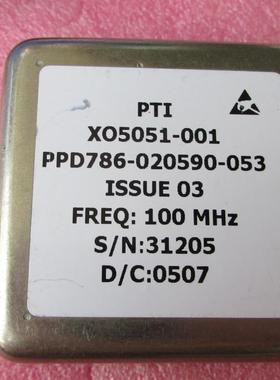 PTI
XO5051-001
PPD786-020590-053
ISSUE 03
FREQ: 100 MHz
S/N:31205
D/C:0507